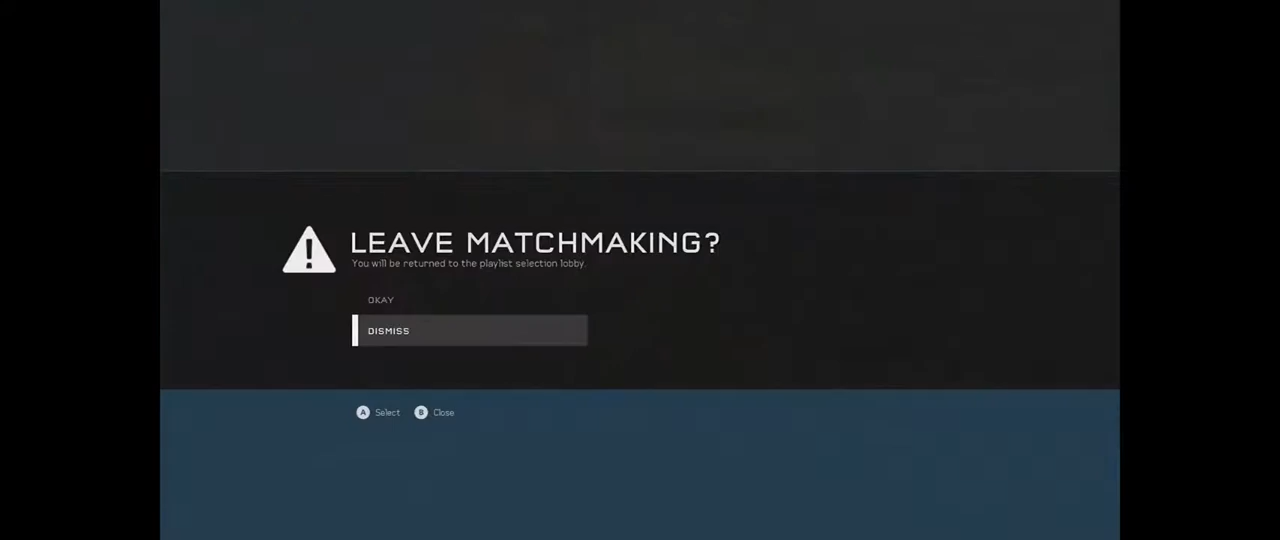 LEAVE MATCHMAKING?
You will be returned to the playlist selection lobby.
OKAY
DISMISS
A Select B Close